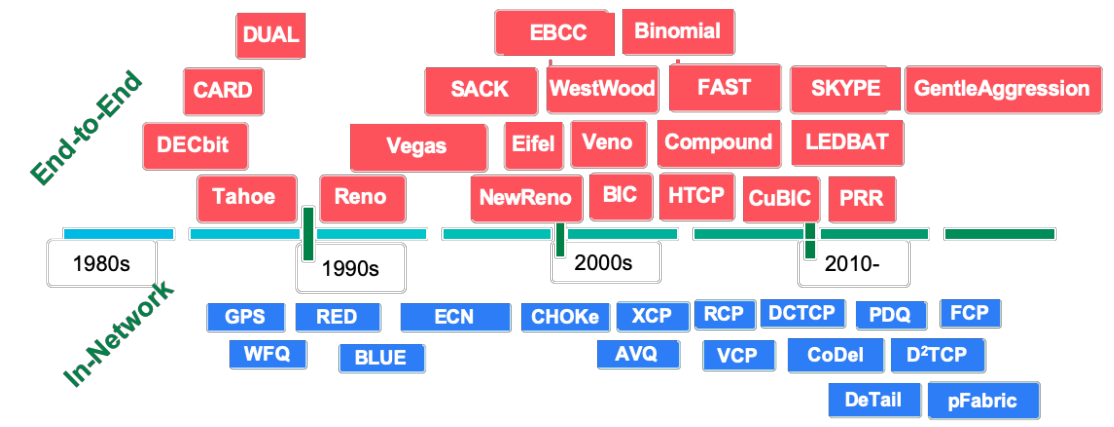 DUAL
EBCC
Binomial
CARD
SACK
WestWood
FAST
SKYPE
GentleAggression
End-to-End
DECbit
Vegas
Eifel
Veno
Compound
LEDBAT
Tahoe
Reno
NewReno
BIC
HTCP
CuBIC
PRR
1980s
1990s
2000s
2010-
In-Network
GPS
RED
ECN
CHOKe
XCP
RCP
DCTCP
PDQ
FCP
WFQ
BLUE
AVQ
VCP
CoDel
D²TCP
DeTail
pFabric